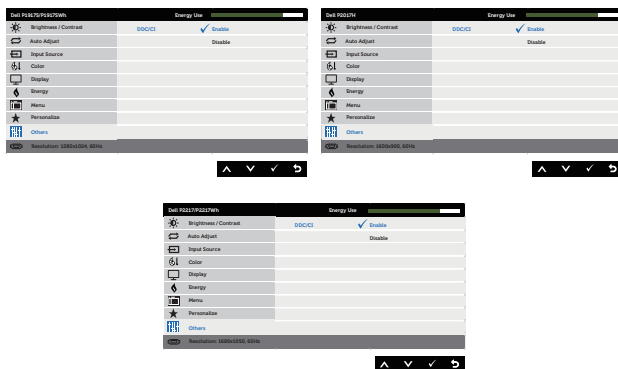 Dell P1917S/P1917SWh Energy Use
Brightness / Contrast DDC/CI Enable
Auto Adjust Disable
Input Source
Color
Display
Energy
Menu
Personalize
Others
Resolution: 1280x1024, 60Hz
Dell P2017H Energy Use
Brightness / Contrast DDC/CI Enable
Auto Adjust Disable
Input Source
Color
Display
Energy
Menu
Personalize
Others
Resolution: 1600x900, 60Hz
Dell P2217/P2217Wh Energy Use
Brightness / Contrast DDC/CI Enable
Auto Adjust Disable
Input Source
Color
Display
Energy
Menu
Personalize
Others
Resolution: 1680x1050, 60Hz